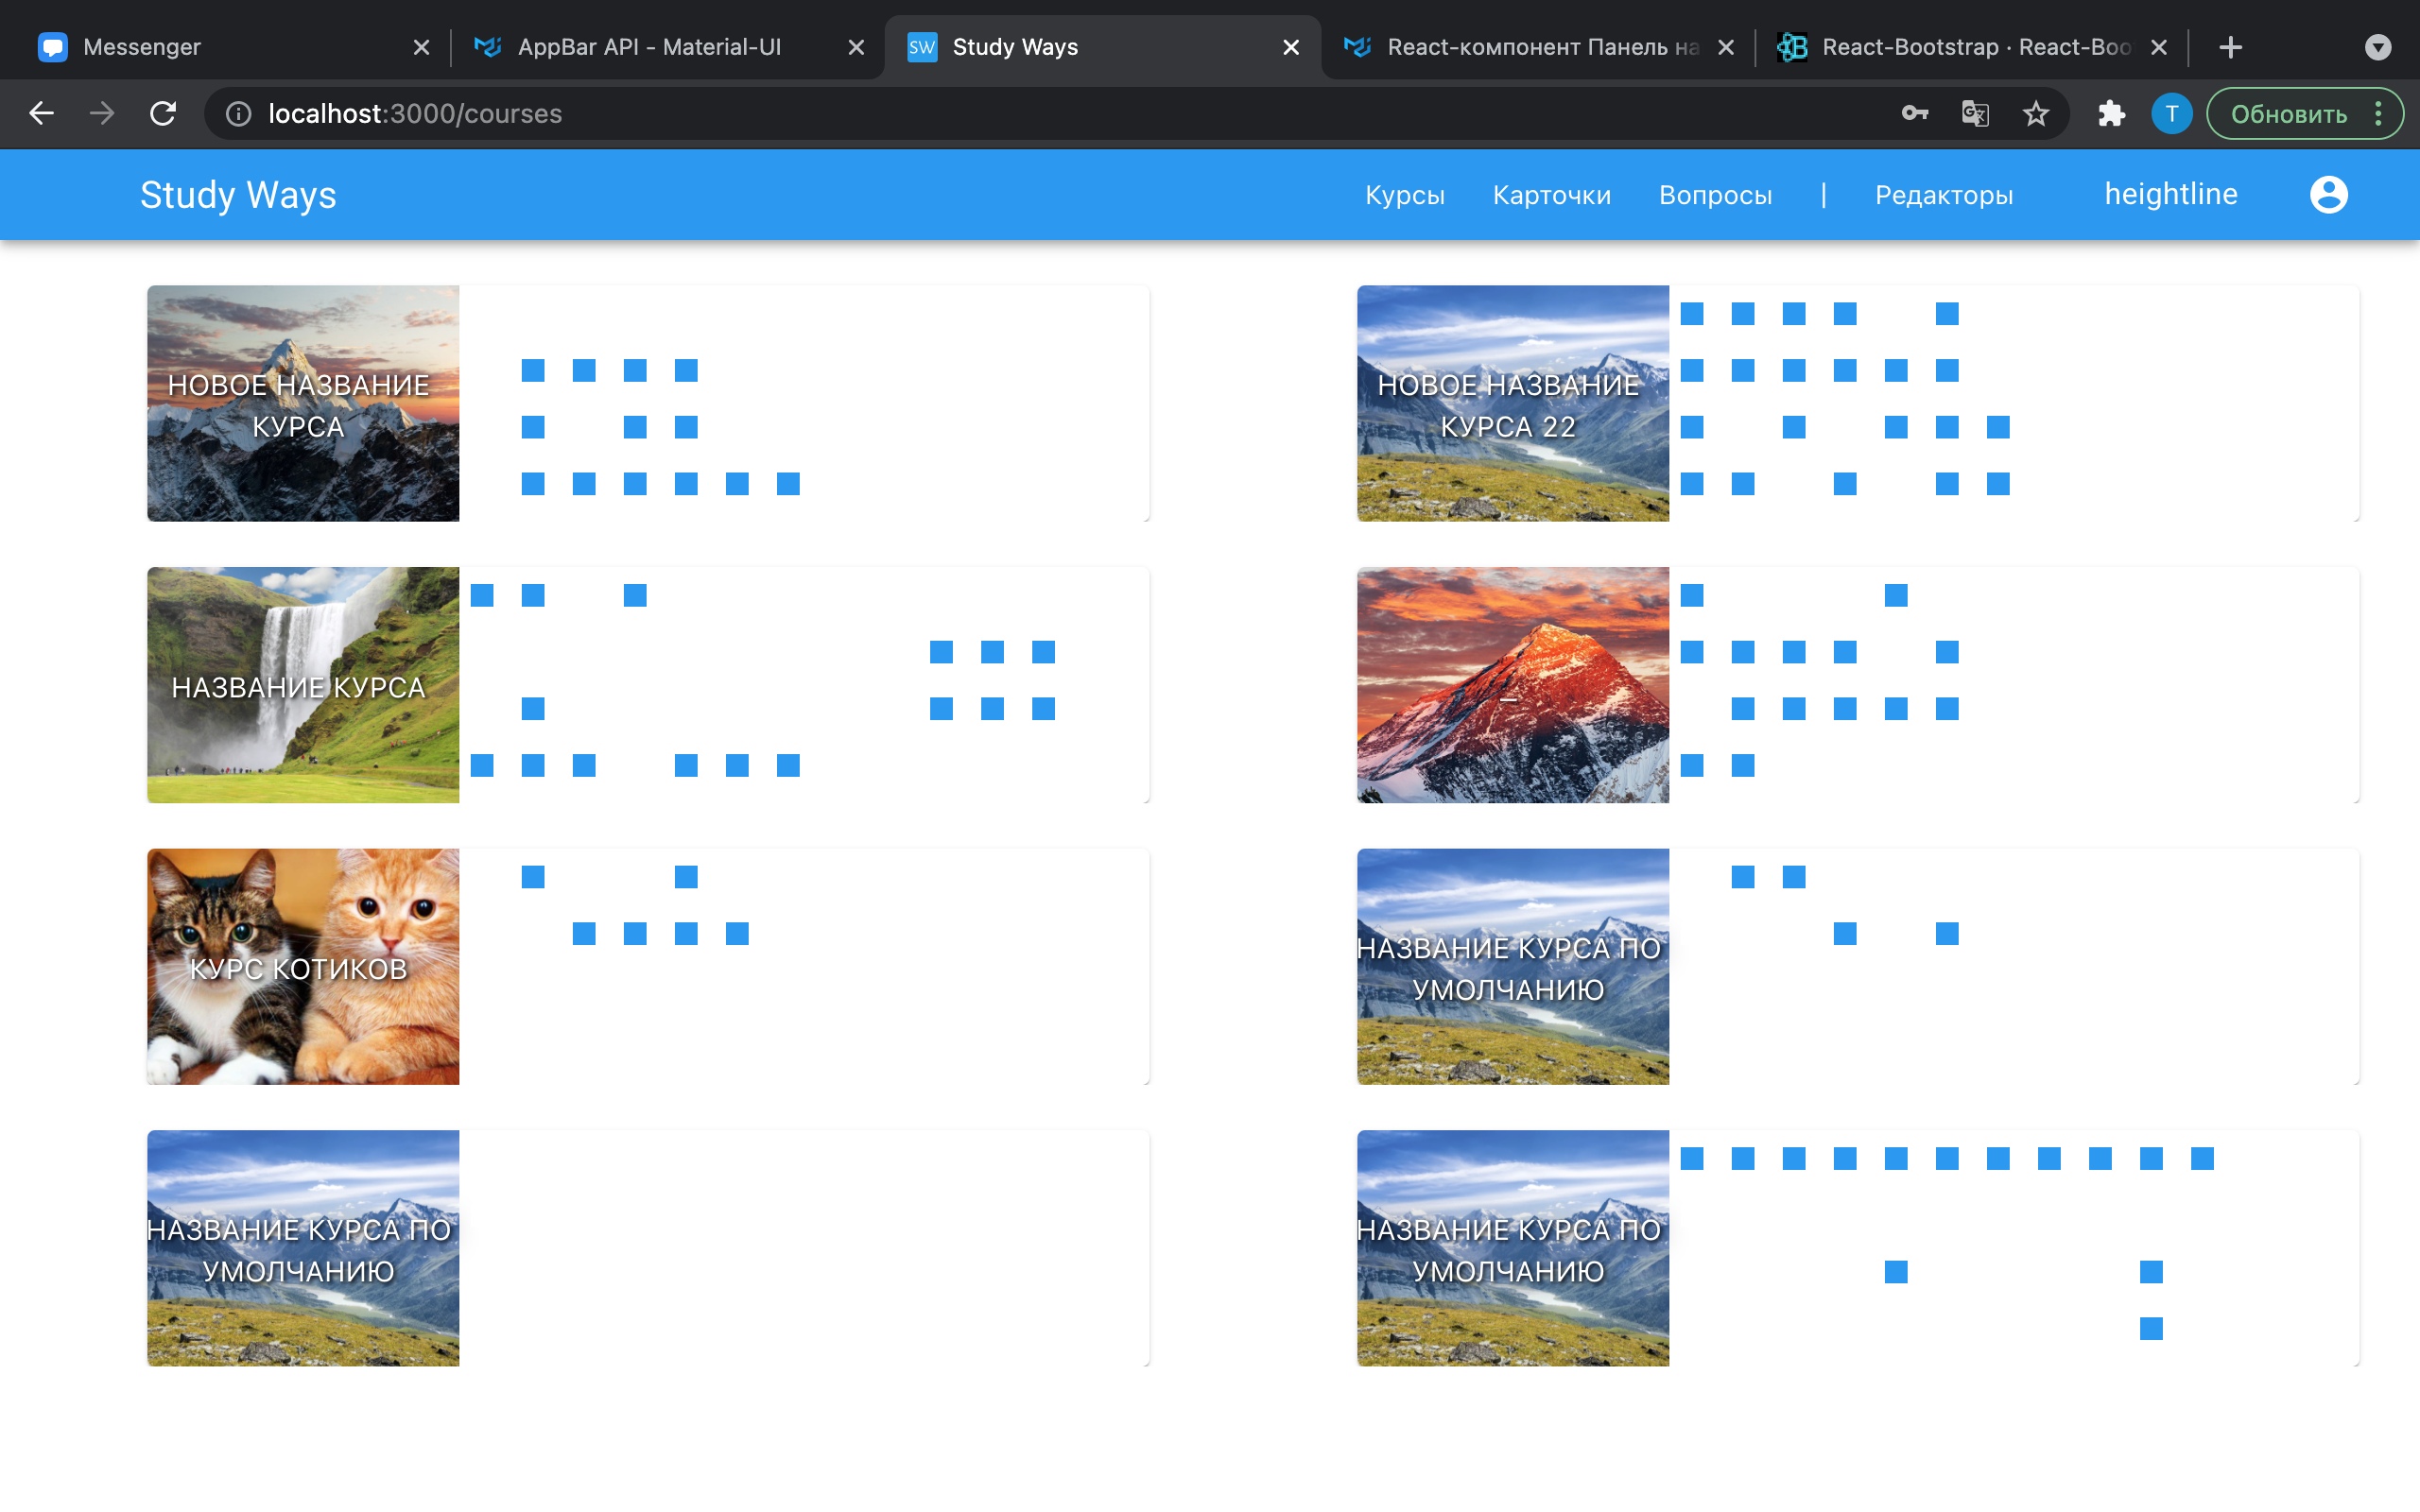 Messenger
AppBar API - Material-UI
SW Study Ways
React-компонент Панель на
React-Bootstrap · React-Boo
localhost:3000/courses
T
Обновить
Study Ways
Курсы
Карточки
Вопросы
|
Редакторы
heightline
НОВОЕ НАЗВАНИЕ
КУРСА
НОВОЕ НАЗВАНИЕ
КУРСА 22
НАЗВАНИЕ КУРСА
_
КУРС КОТИКОВ
НАЗВАНИЕ КУРСА ПО
УМОЛЧАНИЮ
НАЗВАНИЕ КУРСА ПО
УМОЛЧАНИЮ
НАЗВАНИЕ КУРСА ПО
УМОЛЧАНИЮ